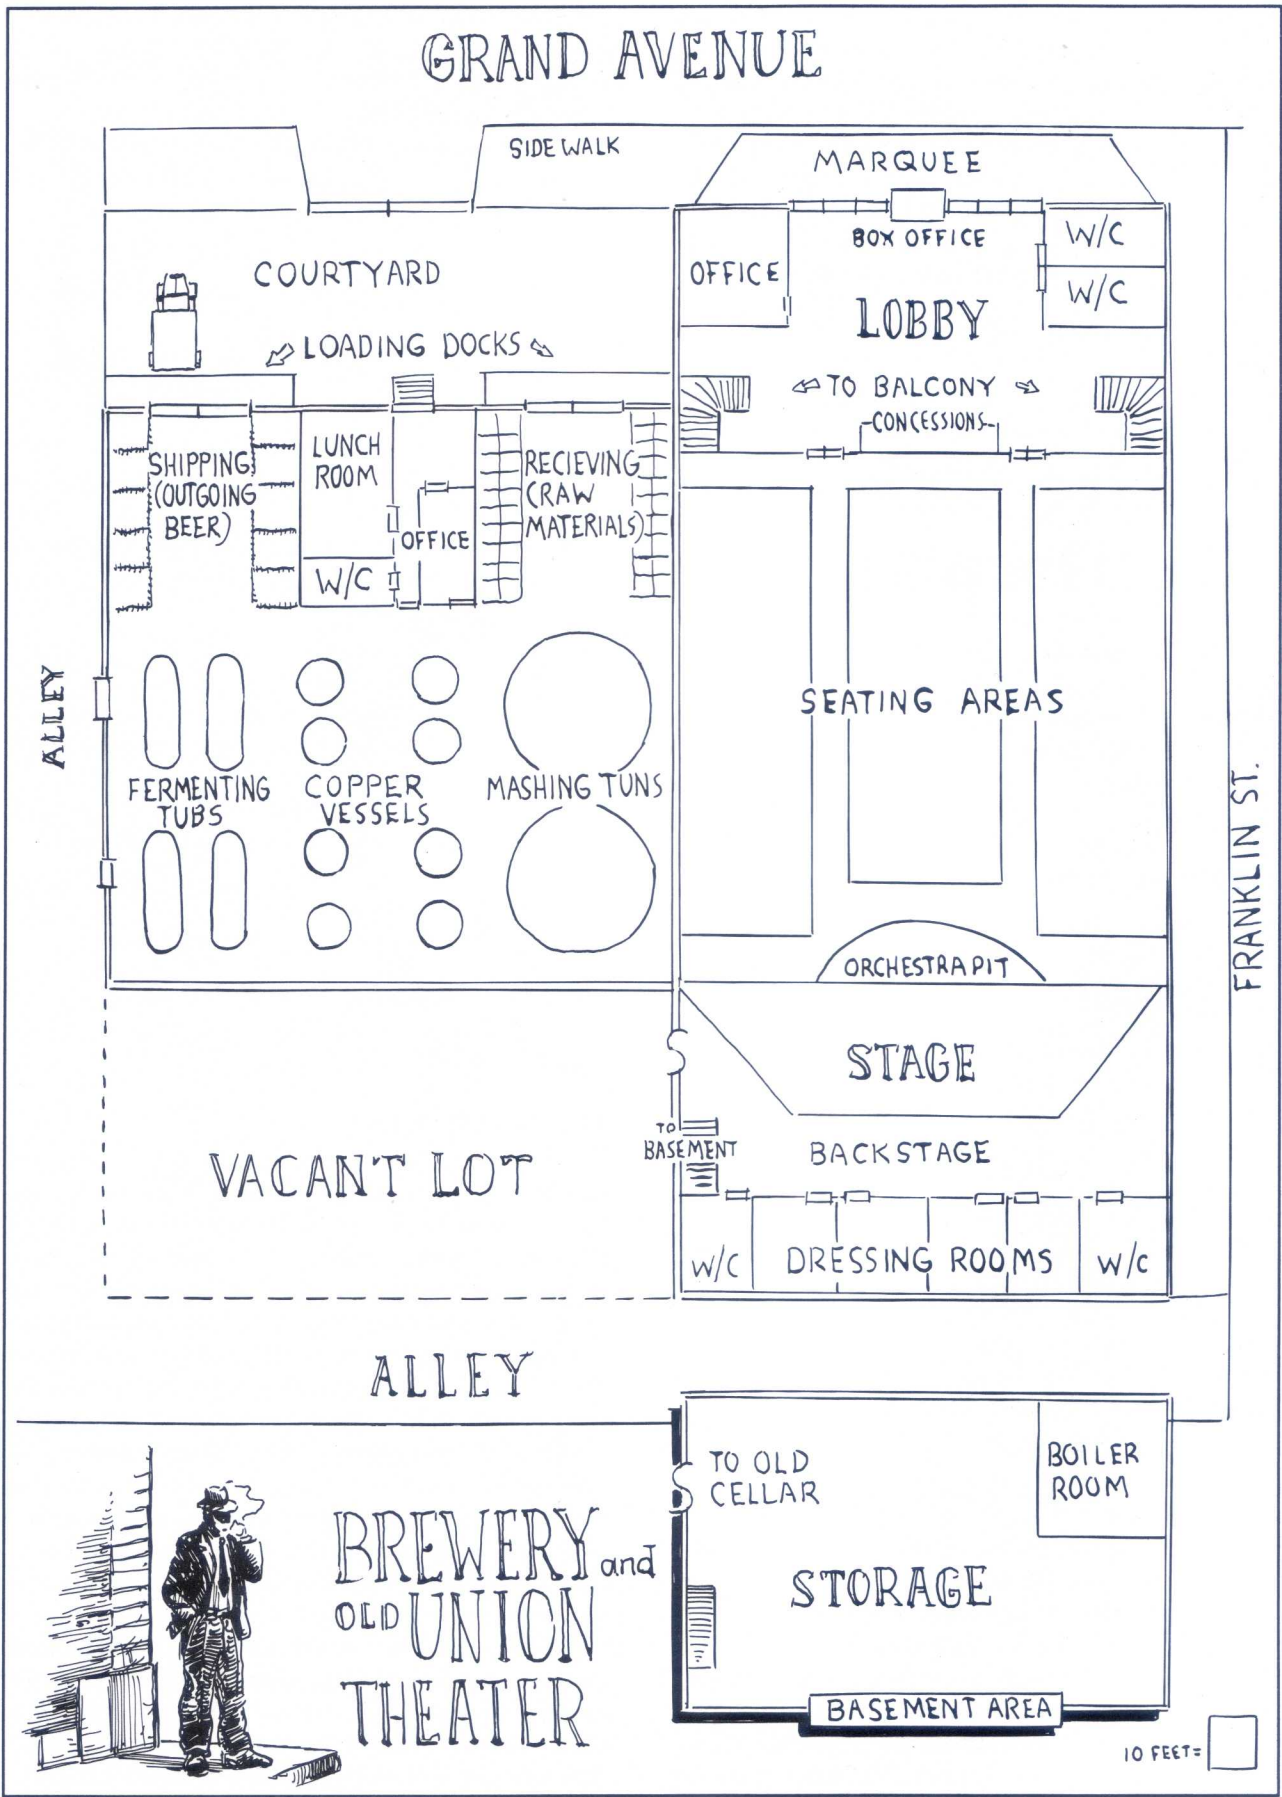 GRAND AVENUE
SIDEWALK
MARQUEE
BOX OFFICE
W/C
OFFICE
W/C
COURTYARD
LOBBY
LOADING DOCKS
TO BALCONY
CONCESSIONS
LUNCH
ROOM
SHIPPING
(OUTGOING
BEER)
RECIEVING
(RAW
MATERIALS)
OFFICE
W/C
ALLEY
SEATING AREAS
FERMENTING
TUBS
COPPER
VESSELS
MASHING TUNS
FRANKLIN ST.
ORCHESTRA PIT
STAGE
TO
BASEMENT
BACKSTAGE
VACANT LOT
W/C
DRESSING ROOMS
W/C
ALLEY
TO OLD
CELLAR
BOILER
ROOM
STORAGE
BASEMENT AREA
BREWERY and
OLD UNION
THEATER
10 FEET=